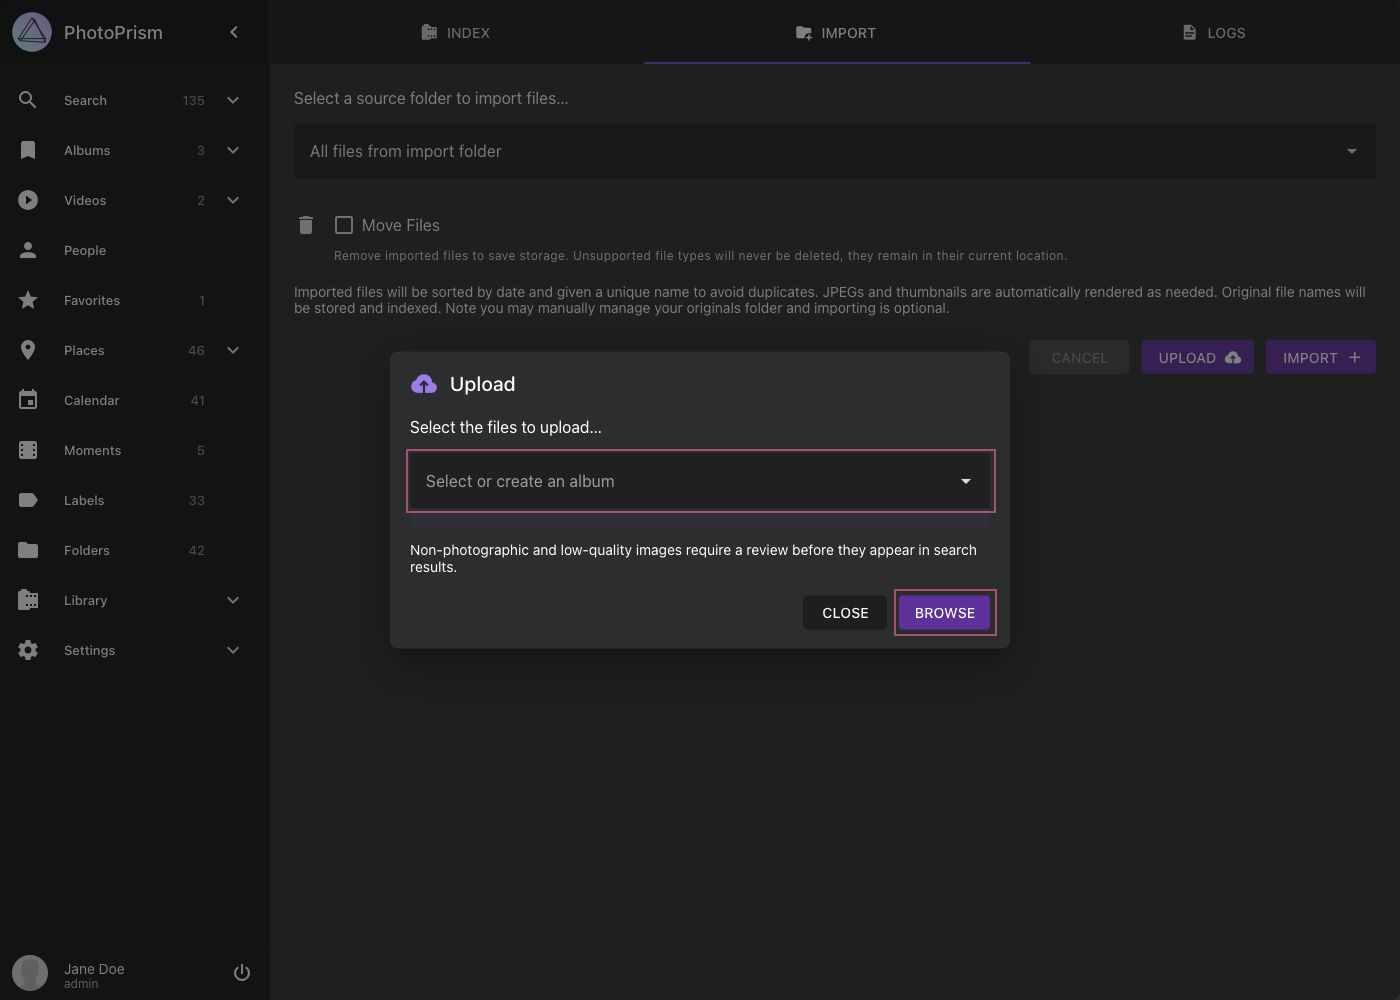 PhotoPrism
INDEX
IMPORT
LOGS
Search 135
Albums 3
Videos 2
People
Favorites 1
Places 46
Calendar 41
Moments 5
Labels 33
Folders 42
Library
Settings
Jane Doe
admin
Select a source folder to import files...
All files from import folder
Move Files
Remove imported files to save storage. Unsupported file types will never be deleted, they remain in their current location.
Imported files will be sorted by date and given a unique name to avoid duplicates. JPEGs and thumbnails are automatically rendered as needed. Original file names will
be stored and indexed. Note you may manually manage your originals folder and importing is optional.
CANCEL
UPLOAD
IMPORT
Upload
Select the files to upload...
Select or create an album
Non-photographic and low-quality images require a review before they appear in search
results.
CLOSE
BROWSE